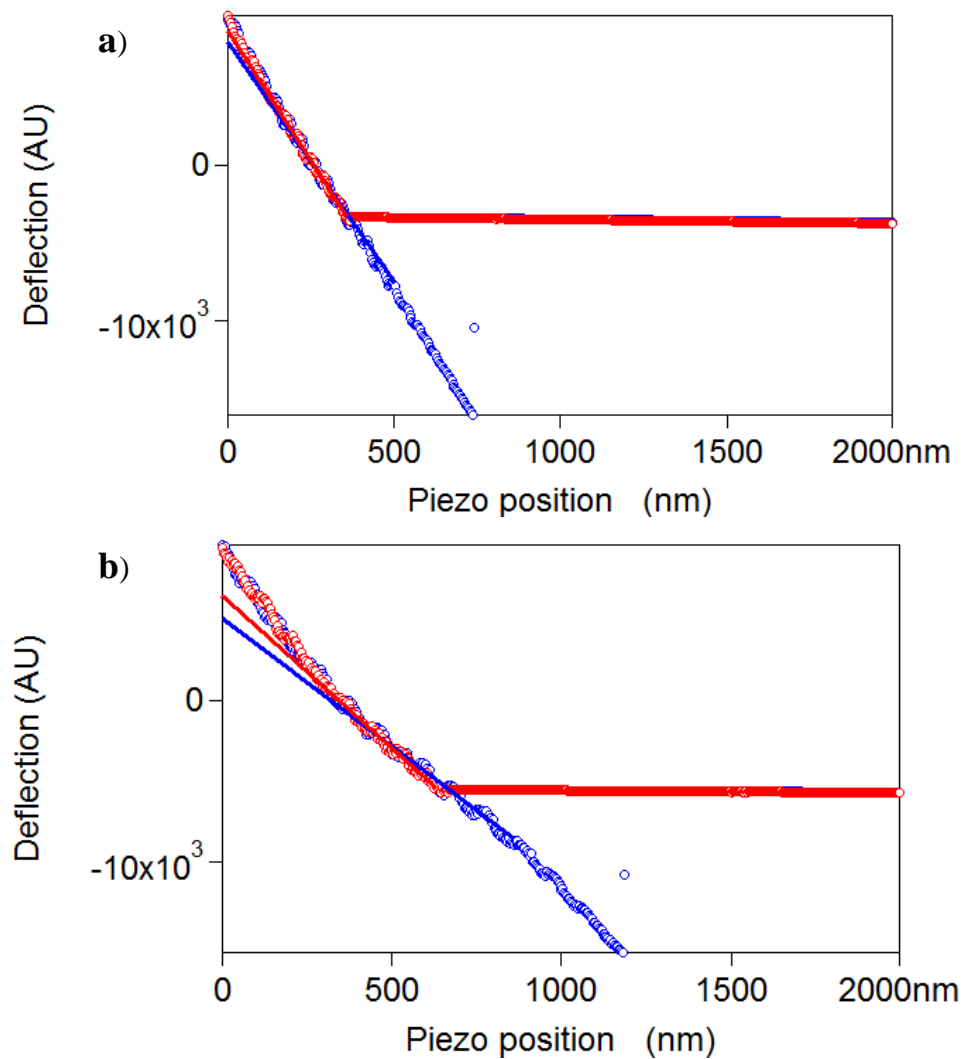 a)
Deflection (AU)
0
-10x10³
0 500 1000 1500 2000nm
Piezo position (nm)
b)
Deflection (AU)
0
-10x10³
0 500 1000 1500 2000nm
Piezo position (nm)